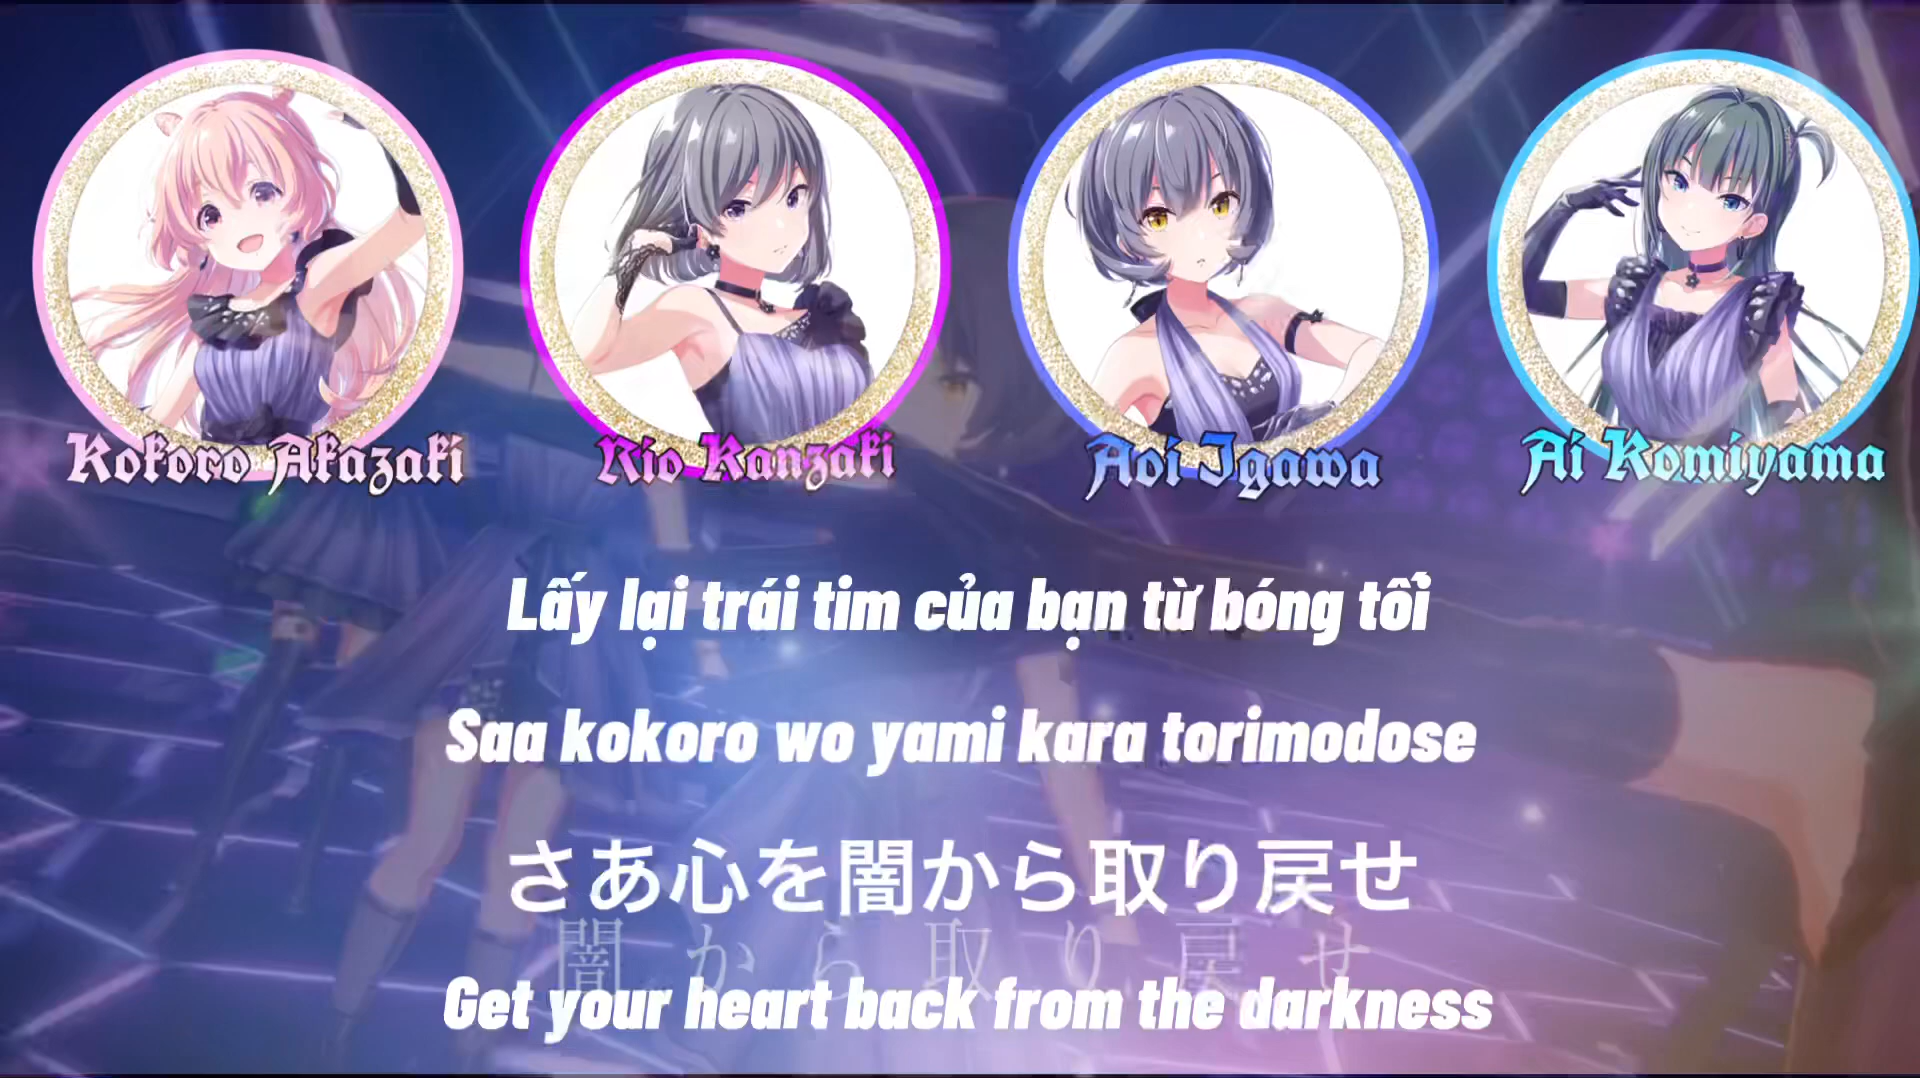 Kokoro Akazaki
Rio Kanzaki
Aoi Igawa
Ai Komiyama
Lấy lại trái tim của bạn từ bóng tối
Saa kokoro wo yami kara torimodose
さあ心を闇から取り戻せ
闇から取り戻せ
Get your heart back from the darkness